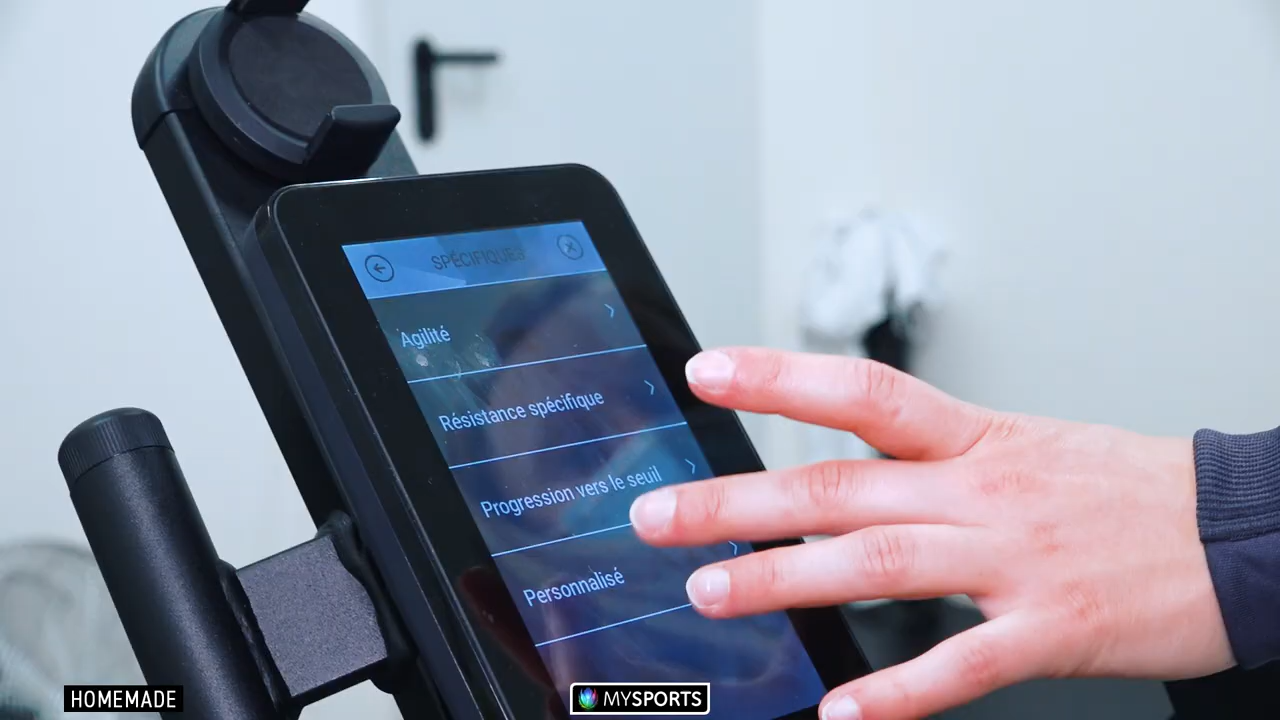 SPÉCIFIQUES
Agilité
Résistance spécifique
Progression vers le seuil
Personnalisé
HOMEMADE
MYSPORTS